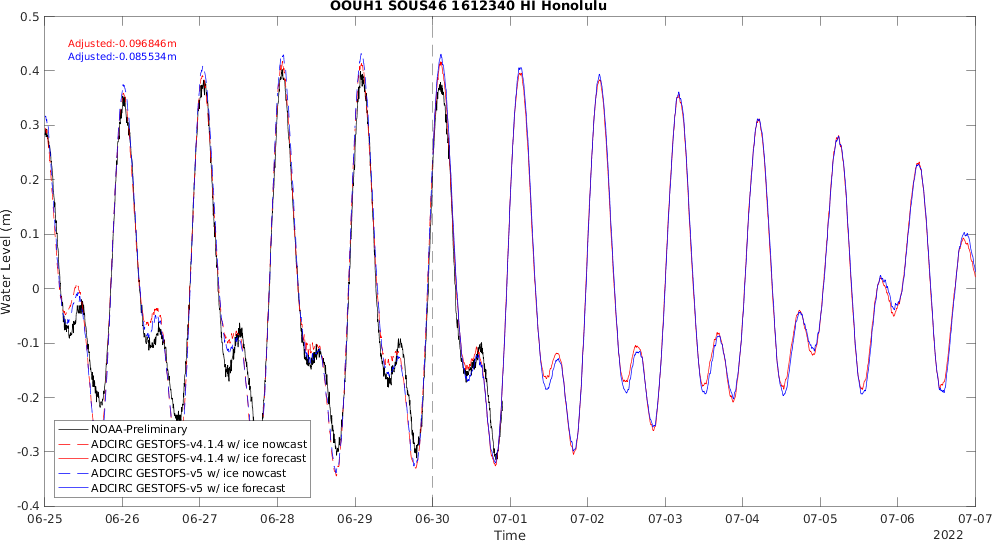 OOUH1 SOUS46 1612340 HI Honolulu
0.5
Adjusted:-0.096846m
Adjusted:-0.085534m
0.4
0.3
0.2
0.1
0
-0.1
-0.2
-0.3
-0.4
Water Level (m)
NOAA-Preliminary
ADCIRC GESTOFS-v4.1.4 w/ ice nowcast
ADCIRC GESTOFS-v4.1.4 w/ ice forecast
ADCIRC GESTOFS-v5 w/ ice nowcast
ADCIRC GESTOFS-v5 w/ ice forecast
06-25 06-26 06-27 06-28 06-29 06-30 07-01 07-02 07-03 07-04 07-05 07-06 07-07
Time
2022